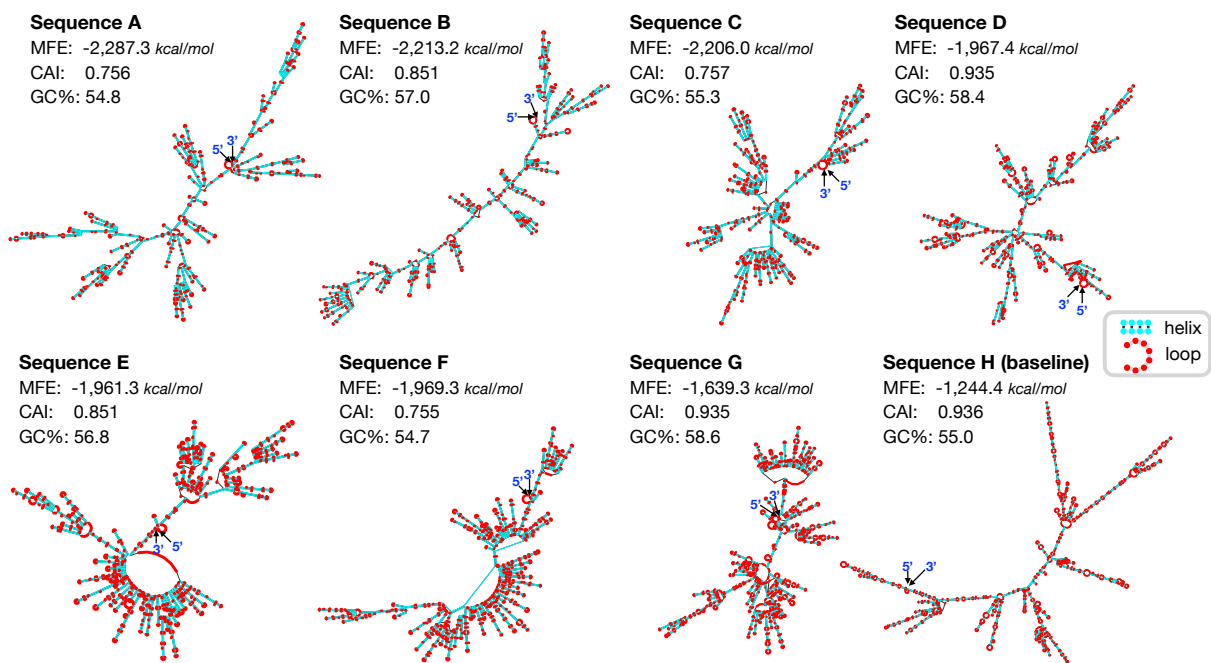 Sequence A
MFE: -2,287.3 kcal/mol
CAI: 0.756
GC%: 54.8
5' 3'
Sequence B
MFE: -2,213.2 kcal/mol
CAI: 0.851
GC%: 57.0
3'
5'
Sequence C
MFE: -2,206.0 kcal/mol
CAI: 0.757
GC%: 55.3
3' 5'
Sequence D
MFE: -1,967.4 kcal/mol
CAI: 0.935
GC%: 58.4
3' 5'
helix
loop
Sequence E
MFE: -1,961.3 kcal/mol
CAI: 0.851
GC%: 56.8
3' 5'
Sequence F
MFE: -1,969.3 kcal/mol
CAI: 0.755
GC%: 54.7
5' 3'
Sequence G
MFE: -1,639.3 kcal/mol
CAI: 0.935
GC%: 58.6
5' 3'
Sequence H (baseline)
MFE: -1,244.4 kcal/mol
CAI: 0.936
GC%: 55.0
5' 3'